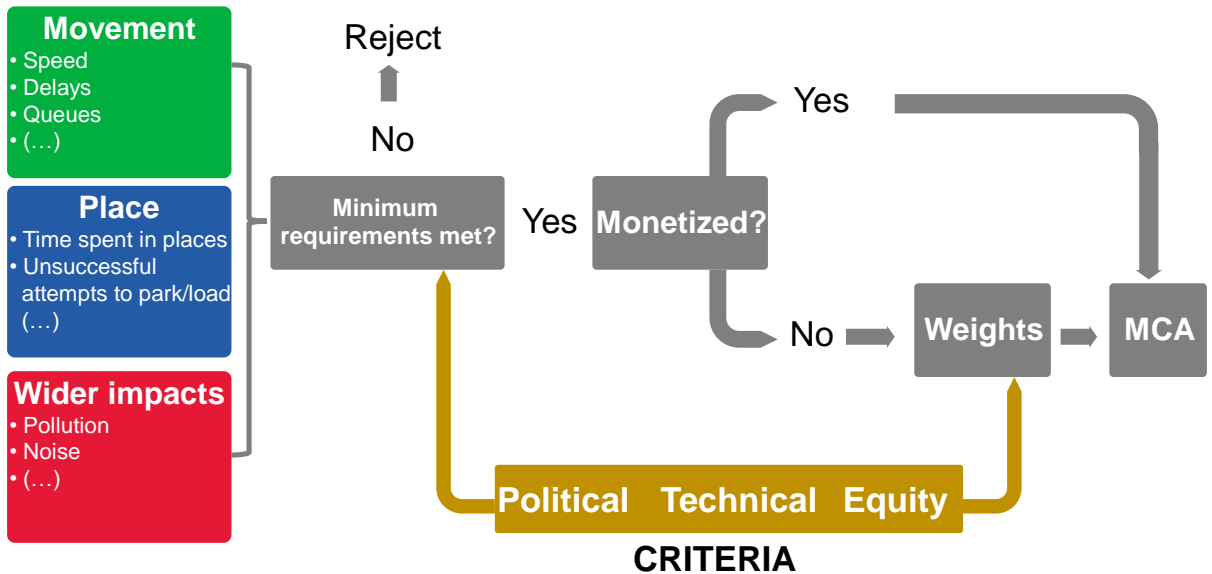 Movement
• Speed
• Delays
• Queues
• (…)
Place
• Time spent in places
• Unsuccessful
attempts to park/load
(…)
Wider impacts
• Pollution
• Noise
• (…)
Reject
No
Minimum
requirements met?
Yes
Monetized?
Yes
No
Weights
MCA
Political Technical Equity
CRITERIA